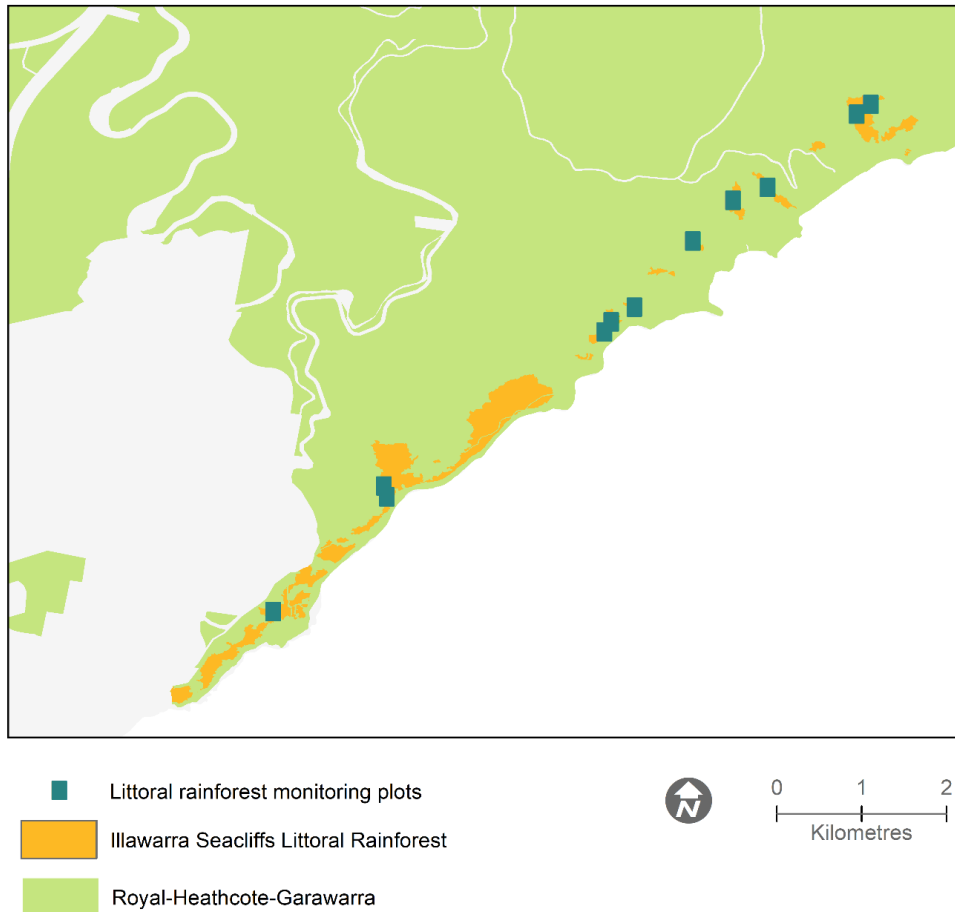 Littoral rainforest monitoring plots
Illawarra Seacliffs Littoral Rainforest
Royal-Heathcote-Garawarra
N
0 1 2
Kilometres